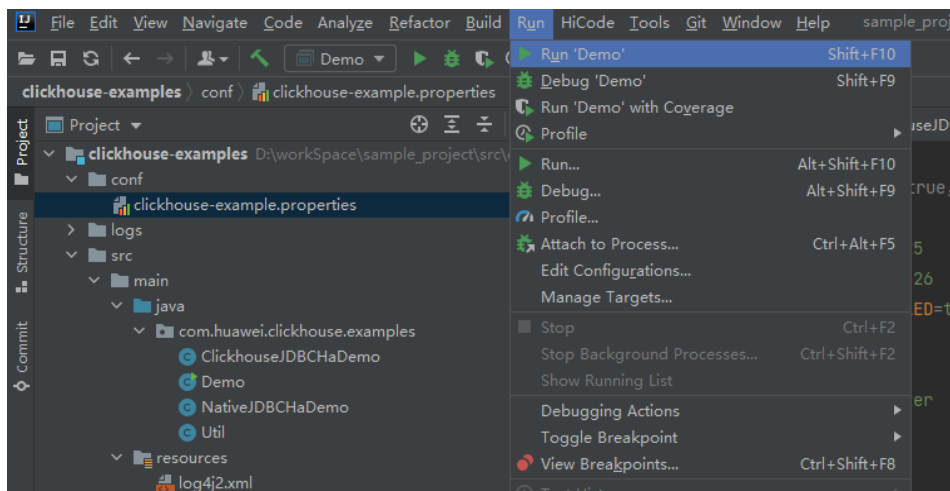 File Edit View Navigate Code Analyze Refactor Build Run HiCode Tools Git Window Help sample_proj
Demo
clickhouse-examples conf clickhouse-example.properties
Project
Project
clickhouse-examples D:\workSpace\sample_project\src\
conf
clickhouse-example.properties
logs
src
main
java
com.huawei.clickhouse.examples
ClickhouseJDBCHaDemo
Demo
NativeJDBCHaDemo
Util
resources
log4j2.xml
Structure
Commit
Run 'Demo' Shift+F10
Debug 'Demo' Shift+F9
Run 'Demo' with Coverage
Profile
Run... Alt+Shift+F10
Debug... Alt+Shift+F9
Profile...
Attach to Process... Ctrl+Alt+F5
Edit Configurations...
Manage Targets...
Stop Ctrl+F2
Stop Background Processes... Ctrl+Shift+F2
Show Running List
Debugging Actions
Toggle Breakpoint
View Breakpoints... Ctrl+Shift+F8
useJD
true,
5
26
LED=t
er